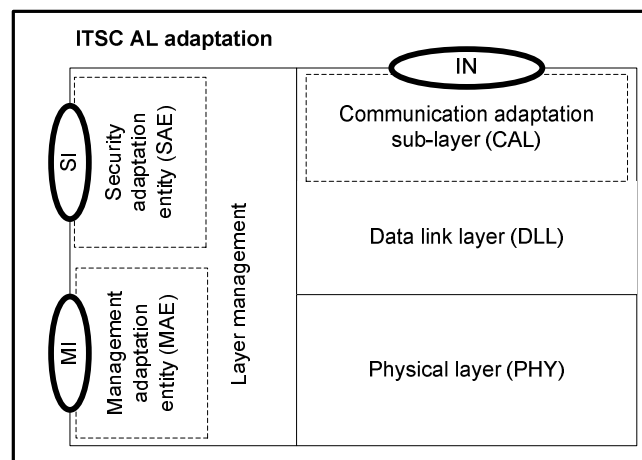 ITSC AL adaptation
IN
Communication adaptation
sub-layer (CAL)
SI
Security
adaptation
entity (SAE)
Data link layer (DLL)
Layer management
MI
Management
adaptation
entity (MAE)
Physical layer (PHY)